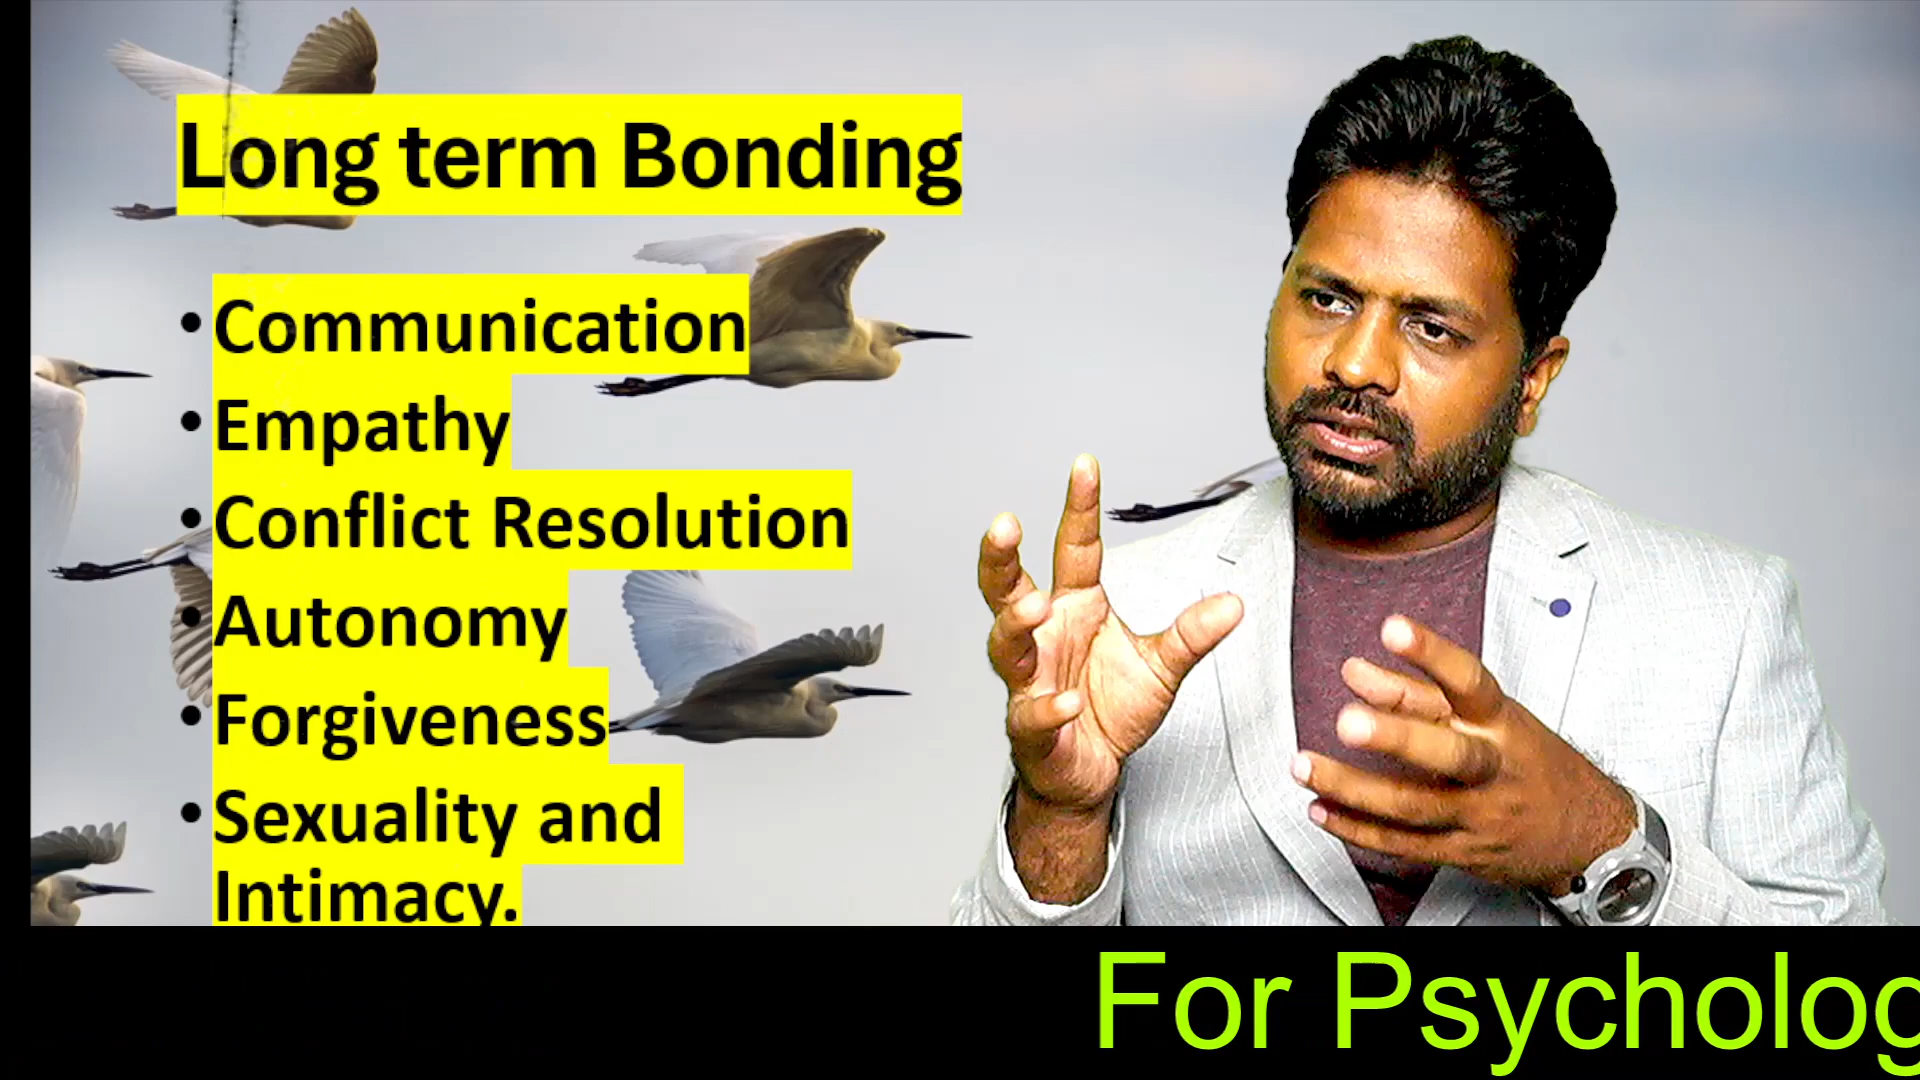 Long term Bonding
• Communication
• Empathy
• Conflict Resolution
• Autonomy
• Forgiveness
• Sexuality and
Intimacy.
For Psycholog